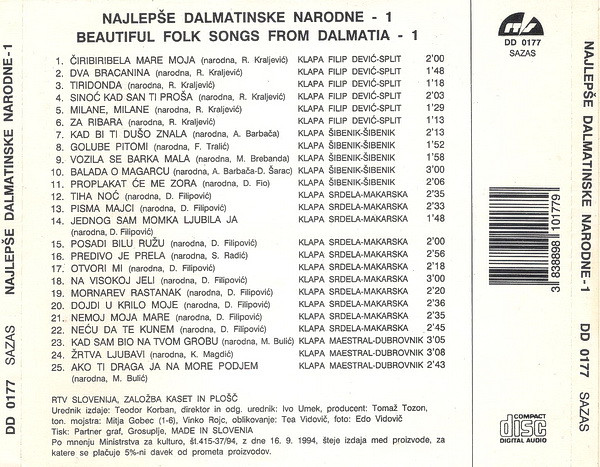 NAJLEPŠE DALMATINSKE NARODNE - 1
BEAUTIFUL FOLK SONGS FROM DALMATIA - 1
DD 0177
SAZAS
1. ČIRIBIRIBELA MARE MOJA (narodna, R. Kraljević) KLAPA FILIP DEVIĆ-SPLIT 2'00
2. DVA BRACANINA (narodna, R. Kraljević) KLAPA FILIP DEVIĆ-SPLIT 1'48
3. TIRIDONDA (narodna, R. Kraljević) KLAPA FILIP DEVIĆ-SPLIT 1'18
4. SINOĆ KAD SAN TI PROŠA (narodna, R. Kraljević) KLAPA FILIP DEVIĆ-SPLIT 2'03
5. MILANE, MILANE (narodna, R. Kraljević) KLAPA FILIP DEVIĆ-SPLIT 1'29
6. ZA RIBARA (narodna, R. Kraljević) KLAPA FILIP DEVIĆ-SPLIT 1'13
7. KAD BI TI DUŠO ZNALA (narodna, A. Barbača) KLAPA ŠIBENIK-ŠIBENIK 2'13
8. GOLUBE PITOMI (narodna, F. Tralić) KLAPA ŠIBENIK-ŠIBENIK 1'52
9. VOZILA SE BARKA MALA (narodna, M. Brebanda) KLAPA ŠIBENIK-ŠIBENIK 1'58
10. BALADA O MAGARCU (narodna, A. Barbača-D. Šarac) KLAPA ŠIBENIK-ŠIBENIK 3'00
11. PROPLAKAT ĆE ME ZORA (narodna, D. Fio) KLAPA ŠIBENIK-ŠIBENIK 2'06
12. TIHA NOĆ (narodna, D. Filipović) KLAPA SRDELA-MAKARSKA 2'35
13. PISMA MAJCI (narodna, D. Filipović) KLAPA SRDELA-MAKARSKA 2'33
14. JEDNOG SAM MOMKA LJUBILA JA KLAPA SRDELA-MAKARSKA 1'48
(narodna, D. Filipović)
15. POSADI BILU RUŽU (narodna, D. Filipović) KLAPA SRDELA-MAKARSKA 2'00
16. PREDIVO JE PRELA (narodna, S. Radić) KLAPA SRDELA-MAKARSKA 2'56
17. OTVORI MI (narodna, D. Filipović) KLAPA SRDELA-MAKARSKA 2'18
18. NA VISOKOJ JELI (narodna, D. Filipović) KLAPA SRDELA-MAKARSKA 3'00
19. MORNAREV RASTANAK (narodna, D. Filipović) KLAPA SRDELA-MAKARSKA 2'20
20. DOJDI U KRILO MOJE (narodna, D. Filipović) KLAPA SRDELA-MAKARSKA 2'36
21. NEMOJ MOJA MARE (narodna, D. Filipović) KLAPA SRDELA-MAKARSKA 2'35
22. NEĆU DA TE KUNEM (narodna, D. Filipović) KLAPA SRDELA-MAKARSKA 2'45
23. KAD SAM BIO NA TVOM GROBU (narodna, M. Bulić) KLAPA MAESTRAL-DUBROVNIK 3'05
24. ŽRTVA LJUBAVI (narodna, K. Magdić) KLAPA MAESTRAL-DUBROVNIK 3'08
25. AKO TI DRAGA JA NA MORE PODJEM KLAPA MAESTRAL-DUBROVNIK 2'43
(narodna, M. Bulić)
RTV SLOVENIJA, ZALOŽBA KASET IN PLOŠČ
Urednik izdaje: Teodor Korban, direktor in odg. urednik: Ivo Umek, producent: Tomaž Tozon,
ton. mojstra: Mitja Gobec (1-6), Vinko Rojc, oblikovanje: Tea Vidovič, foto: Edo Vidovič
Tisk: Partner graf, Grosuplje, MADE IN SLOVENIA
Po mnenju Ministrstva za kulturo, št.415-37/94, z dne 16. 9. 1994, šteje izdaja med proizvode, za
katere se plačuje 5%-ni davek od prometa proizvodov.
3 838898 101779
COMPACT
disc
DIGITAL AUDIO
DD 0177 SAZAS NAJLEPŠE DALMATINSKE NARODNE-1
NAJLEPŠE DALMATINSKE NARODNE-1 DD 0177 SAZAS